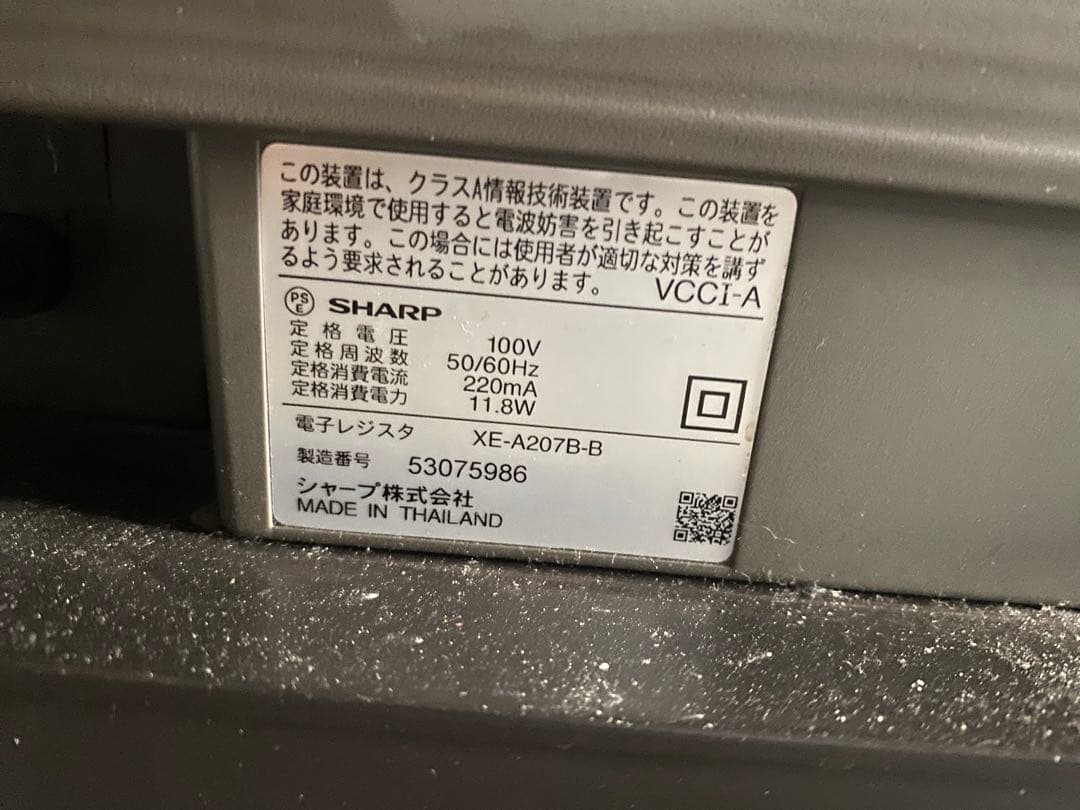 この装置は、クラスA情報技術装置です。この装置を
家庭環境で使用すると電波妨害を引き起こすことが
あります。この場合には使用者が適切な対策を講ず
るよう要求されることがあります。 VCCI-A
PS
E SHARP
定格電圧 100V
定格周波数 50/60Hz
定格消費電流 220mA
定格消費電力 11.8W
電子レジスタ XE-A207B-B
製造番号 53075986
シャープ株式会社
MADE IN THAILAND